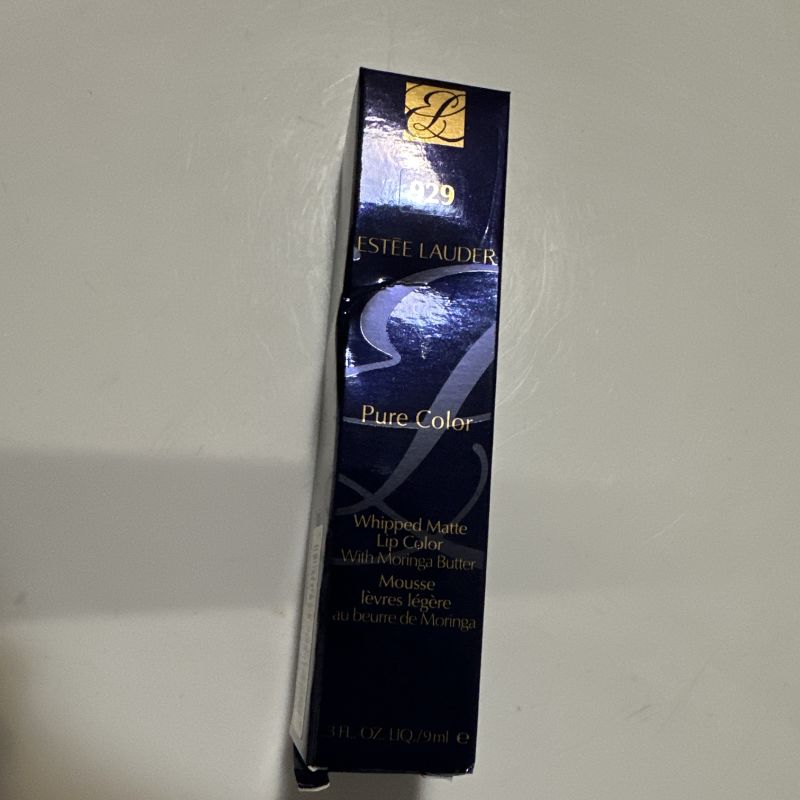 EL
929
ESTĒE LAUDER
Pure Color
Whipped Matte
Lip Color
With Moringa Butter
Mousse
lèvres légère
au beurre de Moringa
.3 FL. OZ. LIQ./9ml e